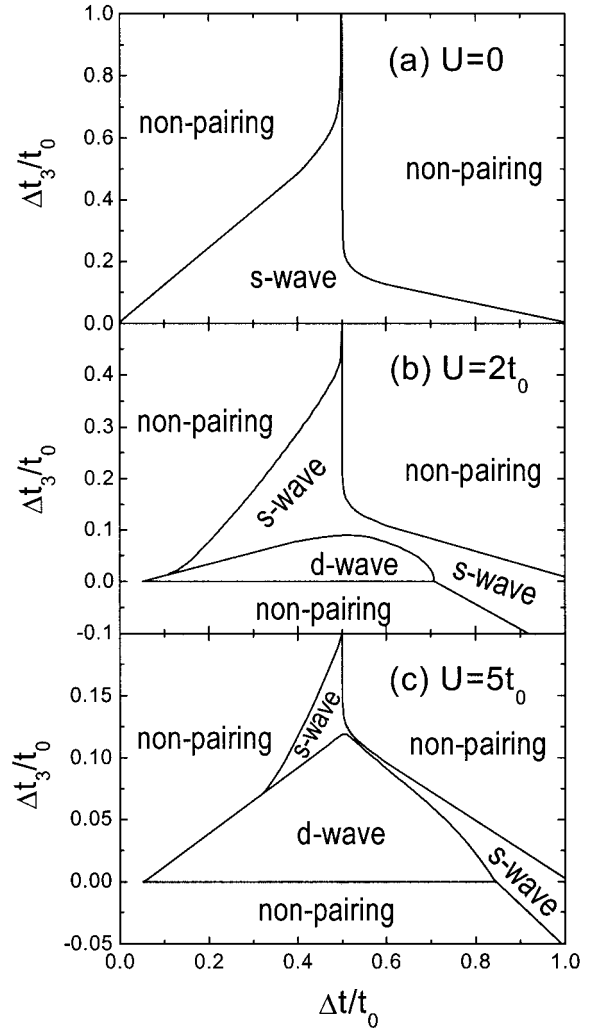 1.0
(a) U=0
0.8
non-pairing
0.6
Δt3/t0
non-pairing
0.4
0.2
s-wave
0.0
(b) U=2t0
0.4
non-pairing
0.3
Δt3/t0
non-pairing
s-wave
0.2
0.1
d-wave
s-wave
0.0
non-pairing
-0.1
(c) U=5t0
0.15
s-wave
non-pairing
non-pairing
0.10
Δt3/t0
0.05
d-wave
s-wave
0.00
non-pairing
-0.05
0.0 0.2 0.4 0.6 0.8 1.0
Δt/t0